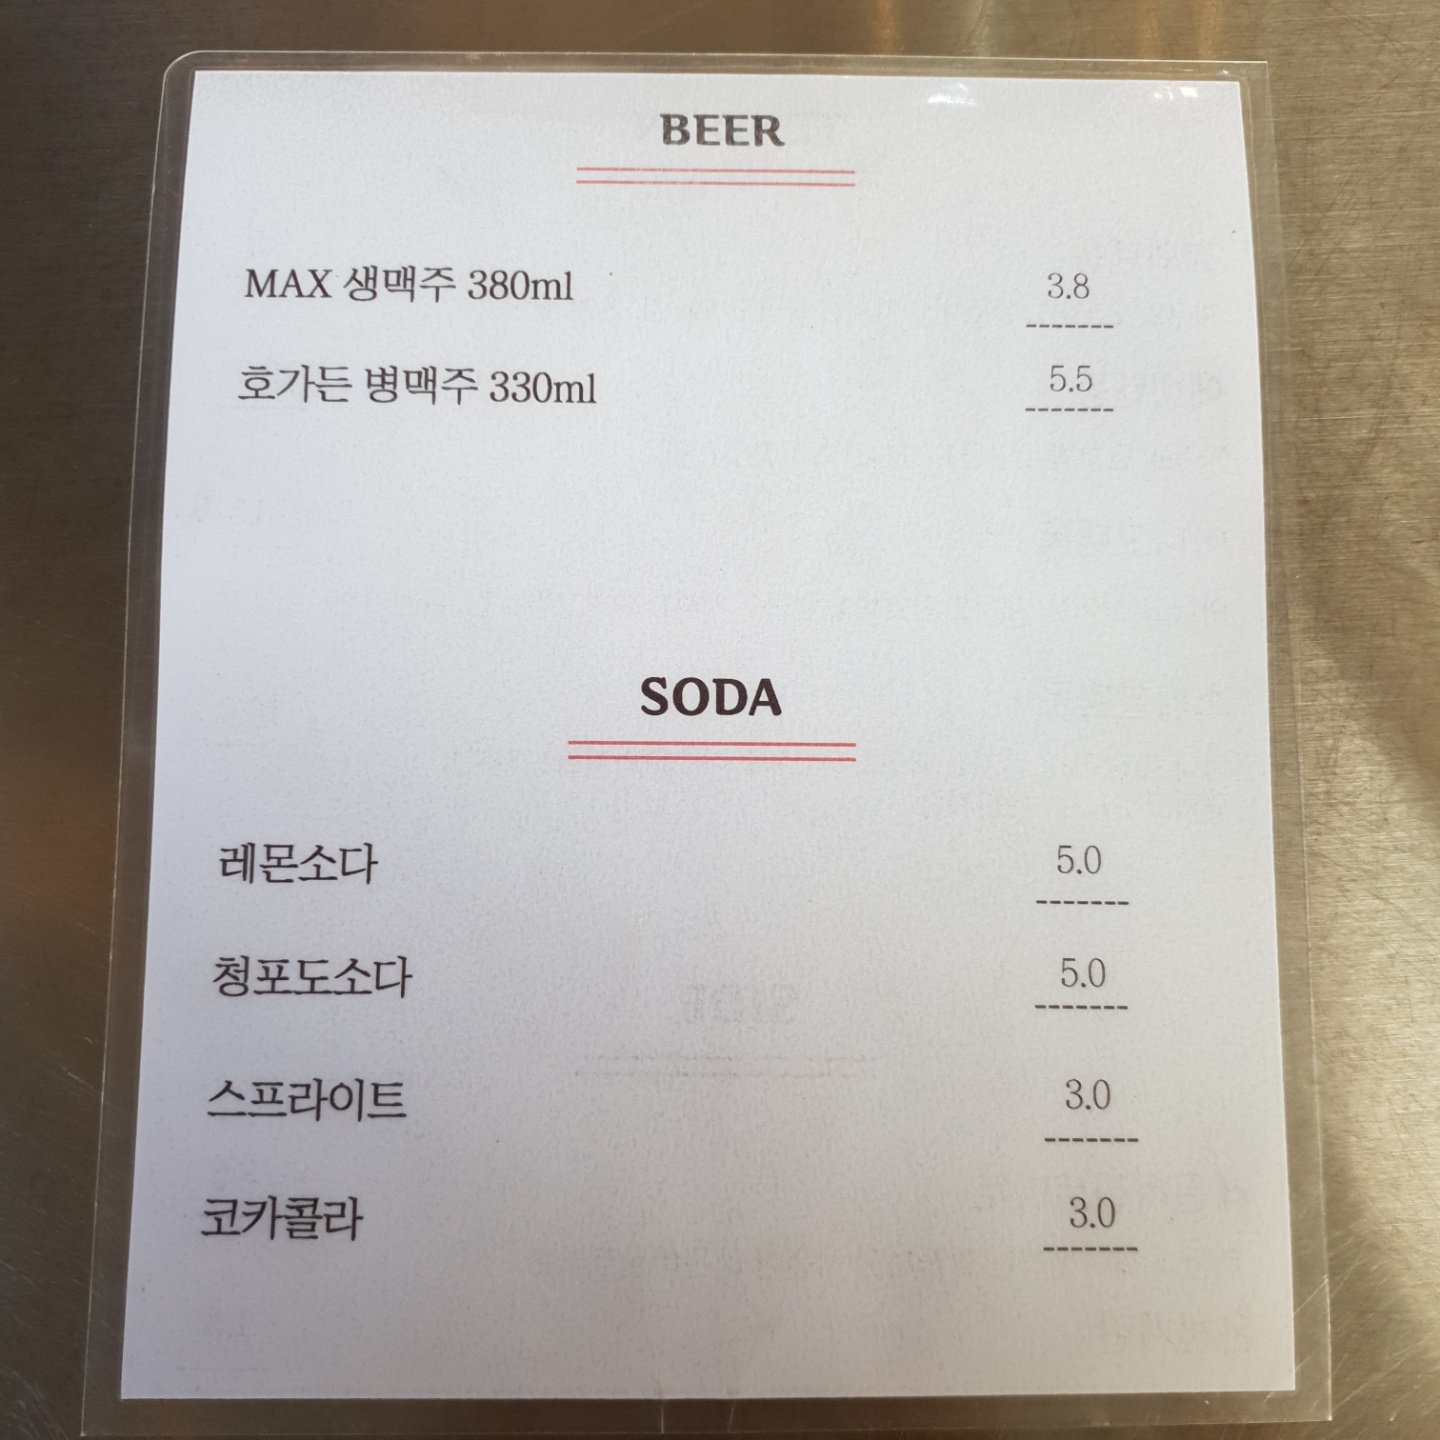 BEER
MAX 생맥주 380ml 3.8
호가든 병맥주 330ml 5.5
SODA
레몬소다 5.0
청포도소다 5.0
스프라이트 3.0
코카콜라 3.0